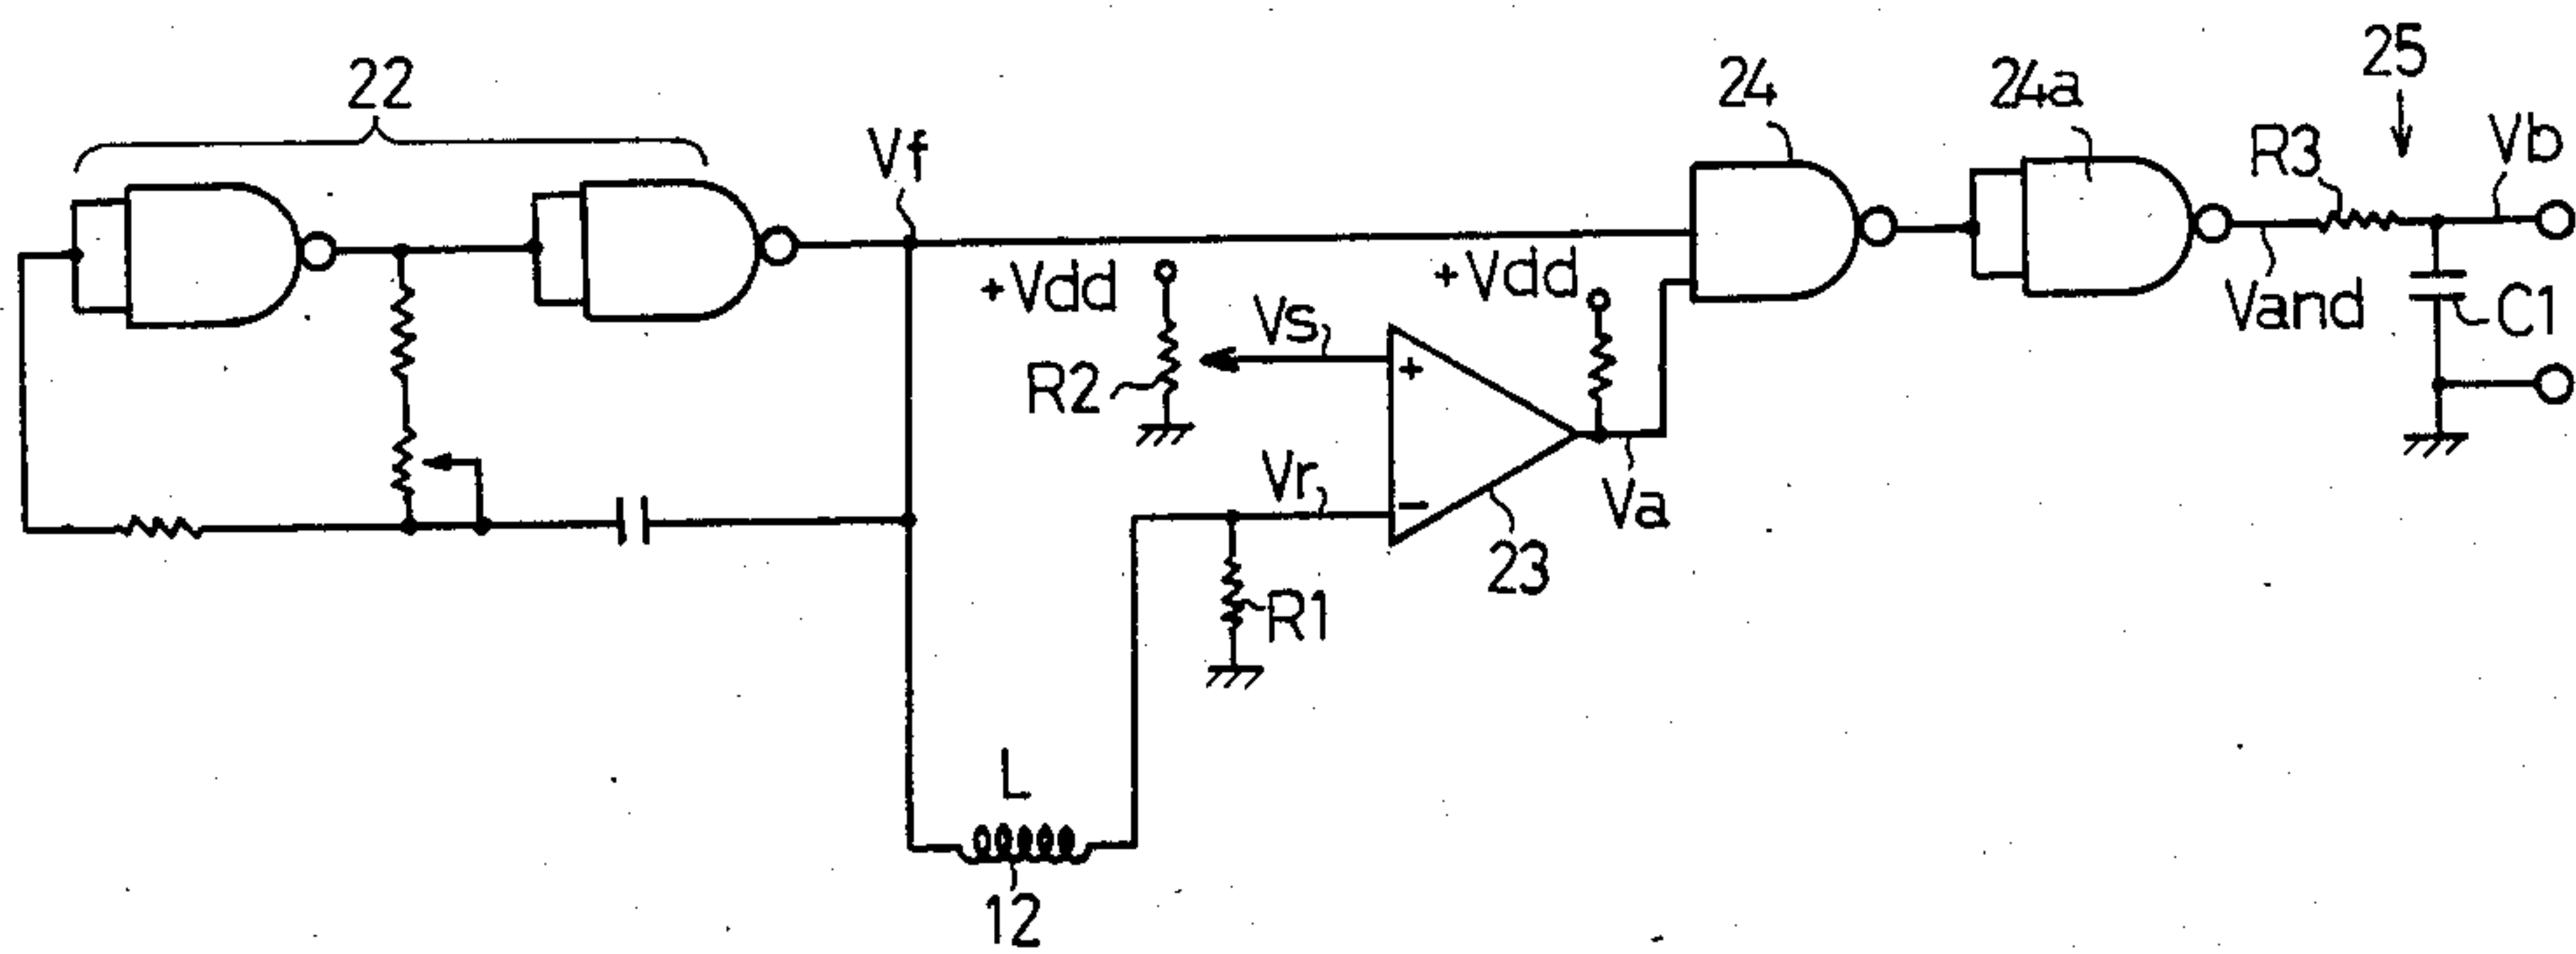 22
Vf
24
24a
25
R3
Vb
+Vdd
+Vdd
Vs
R2
+
Vand
C1
Vr
−
Va
23
R1
L
12